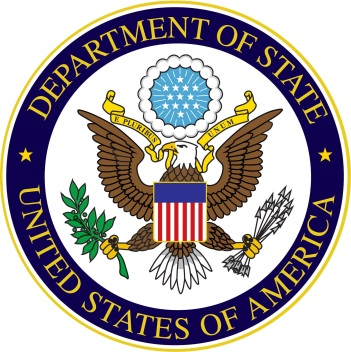 DEPARTMENT OF STATE
E PLURIBUS UNUM
UNITED STATES OF AMERICA